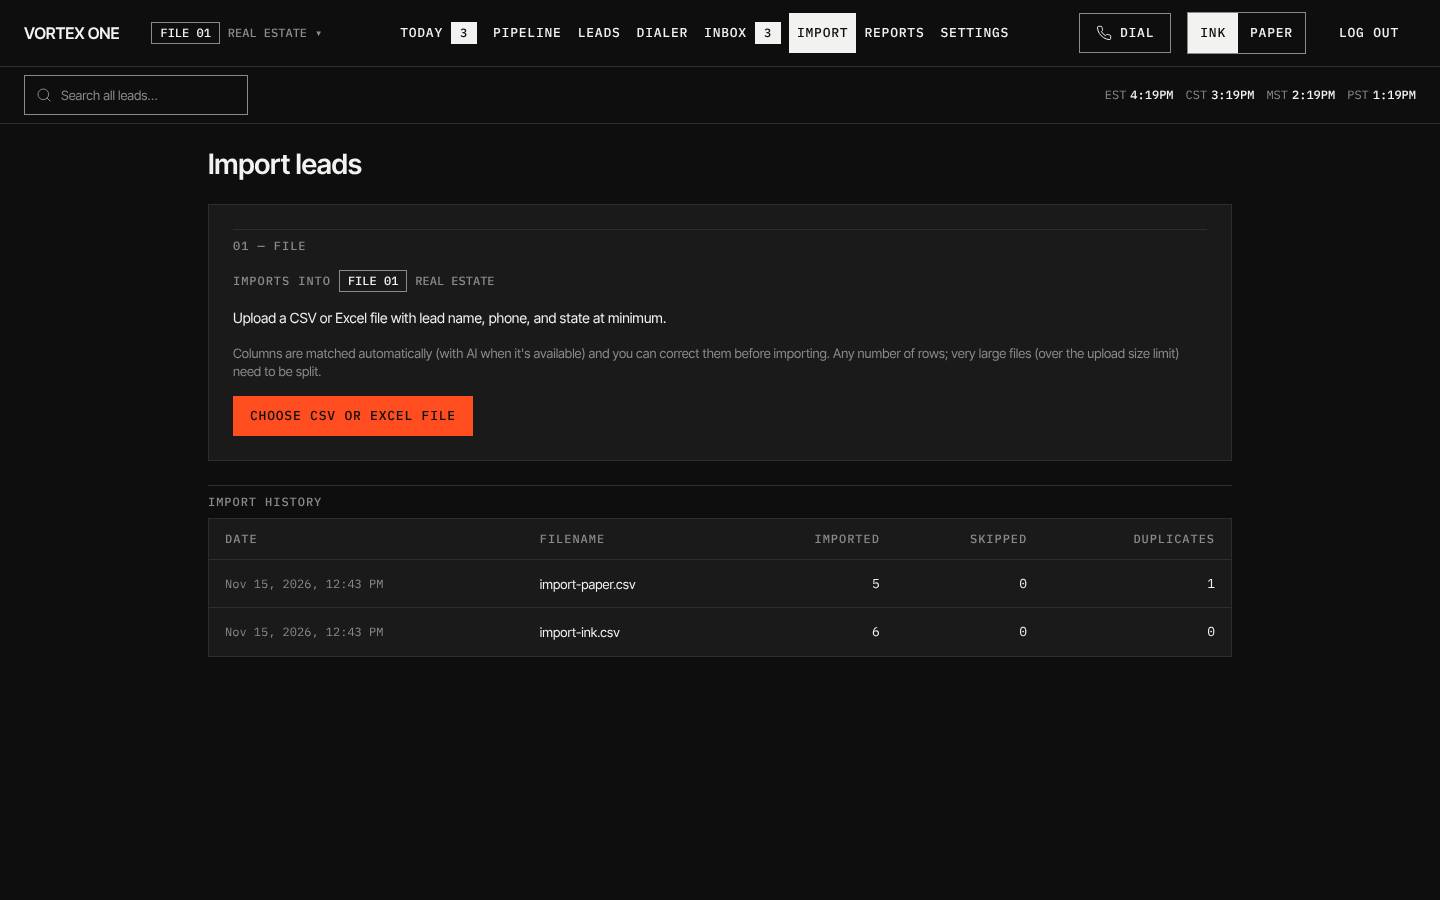 VORTEX ONE FILE 01 REAL ESTATE ▾ TODAY 3 PIPELINE LEADS DIALER INBOX 3 IMPORT REPORTS SETTINGS DIAL INK PAPER LOG OUT
Search all leads... EST 4:19PM CST 3:19PM MST 2:19PM PST 1:19PM
Import leads
01 — FILE
IMPORTS INTO FILE 01 REAL ESTATE
Upload a CSV or Excel file with lead name, phone, and state at minimum.
Columns are matched automatically (with AI when it's available) and you can correct them before importing. Any number of rows; very large files (over the upload size limit)
need to be split.
CHOOSE CSV OR EXCEL FILE
IMPORT HISTORY
DATE FILENAME IMPORTED SKIPPED DUPLICATES
Nov 15, 2026, 12:43 PM import-paper.csv 5 0 1
Nov 15, 2026, 12:43 PM import-ink.csv 6 0 0